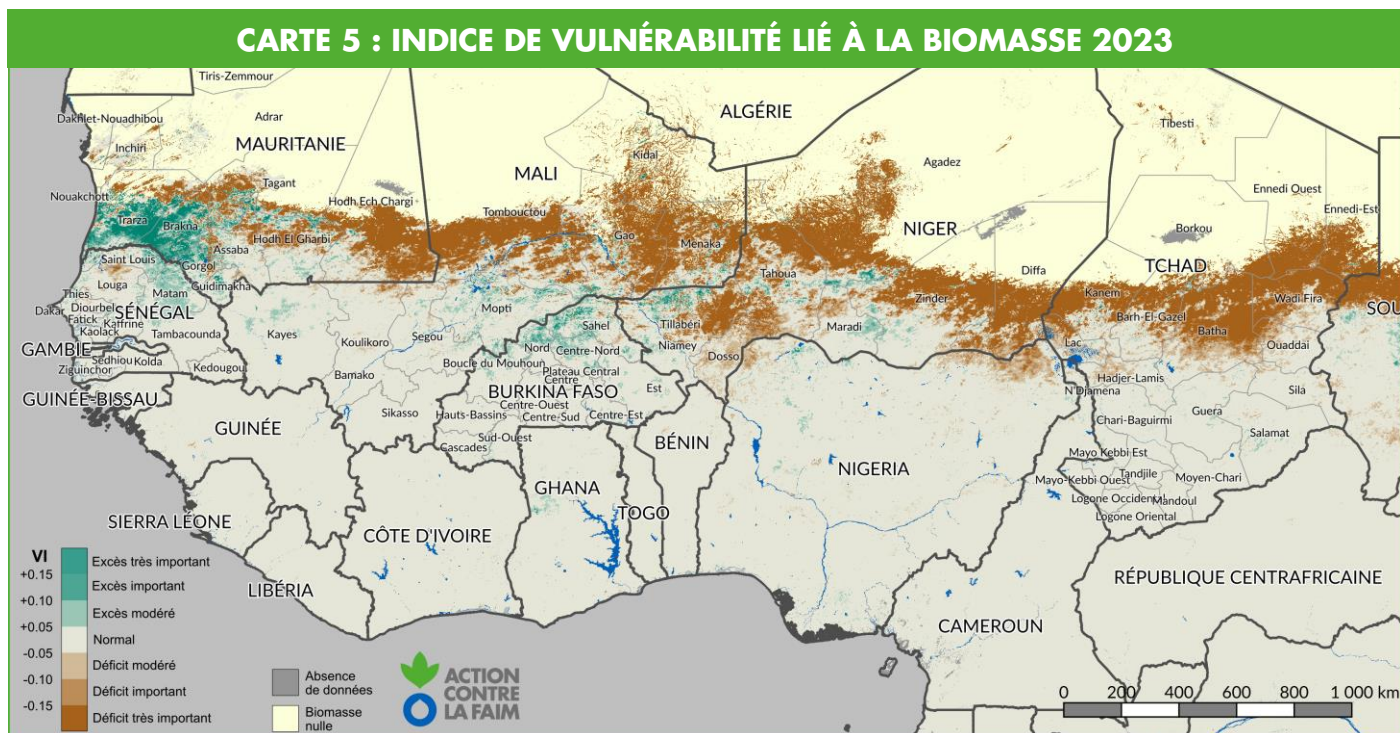 CARTE 5 : INDICE DE VULNÉRABILITÉ LIÉ À LA BIOMASSE 2023
Tiris-Zemmour
Dakhlet-Nouadhibou
Adrar
Inchiri
MAURITANIE
Nouakchott
Tagant
Trarza
Brakna
Hodh Ech Chargi
Assaba
Hodh El Gharbi
Gorgol
Guidimakha
ALGÉRIE
MALI
Kidal
Tombouctou
Gao
Menaka
Mopti
Kayes
Koulikoro
Segou
Bamako
Sikasso
Agadez
NIGER
Diffa
Tahoua
Zinder
Maradi
Tillabéri
Niamey
Dosso
Tibesti
Ennedi Ouest
Ennedi-Est
Borkou
TCHAD
Kanem
Wadi Fira
Barh-El-Gazel
Batha
Lac
Ouaddai
Hadjer-Lamis
N'Djamena
Sila
Guera
Chari-Baguirmi
Salamat
Mayo Kebbi Est
Mayo-Kebbi Ouest
Tandjile
Moyen-Chari
Logone Occidental
Mandoul
Logone Oriental
SOU
Saint Louis
Louga
Matam
Thies
Diourbel
Dakar
Fatick
SÉNÉGAL
Kaffrine
Kaolack
Tambacounda
GAMBIE
Sédhiou
Kolda
Ziguinchor
Kedougou
GUINÉE-BISSAU
GUINÉE
Sahel
Nord
Centre-Nord
Boucle du Mouhoun
Plateau Central
Centre
Est
BURKINA FASO
Centre-Ouest
Hauts-Bassins
Centre-Sud
Centre-Est
Sud-Ouest
Cascades
BÉNIN
GHANA
TOGO
NIGERIA
SIERRA LÉONE
CÔTE D'IVOIRE
LIBÉRIA
CAMEROUN
RÉPUBLIQUE CENTRAFRICAINE
VI
+0.15
+0.10
+0.05
-0.05
-0.10
-0.15
Excès très important
Excès important
Excès modéré
Normal
Déficit modéré
Déficit important
Déficit très important
Absence
de données
Biomasse
nulle
ACTION
CONTRE
LA FAIM
0 200 400 600 800 1 000 km